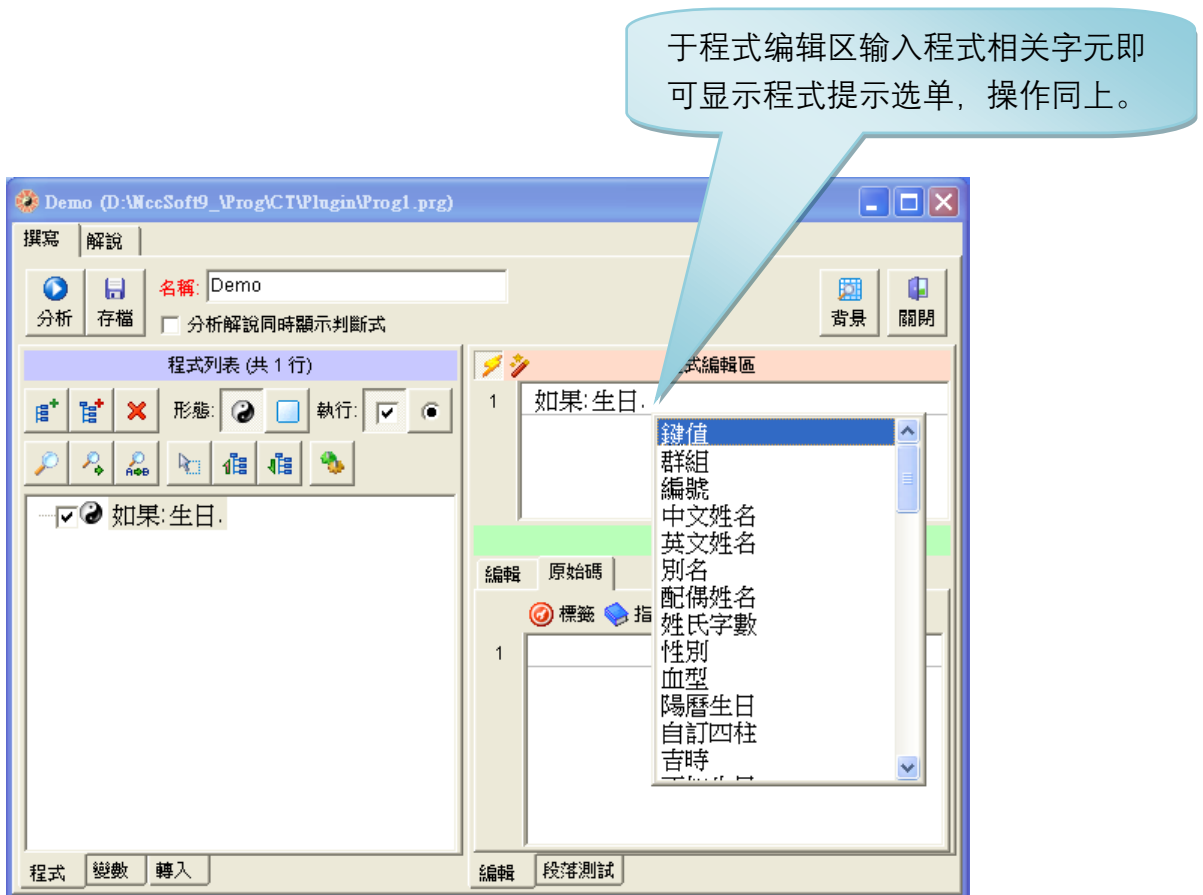 于程式编辑区输入程式相关字元即
可显示程式提示选单，操作同上。
Demo (D:\NccSoft9_\Prog\CT\Plugin\Prog1.prg)
撰寫 解說
分析 存檔 名稱: Demo
分析解說同時顯示判斷式
背景 關閉
程式列表 (共 1 行)
形態: 執行:
如果:生日.
程式 變數 轉入
式編輯區
1 如果:生日.
鍵值
群組
編號
中文姓名
英文姓名
別名
配偶姓名
姓氏字數
性別
血型
陽曆生日
自訂四柱
吉時
編輯 原始碼
標籤 指
1
編輯 段落測試